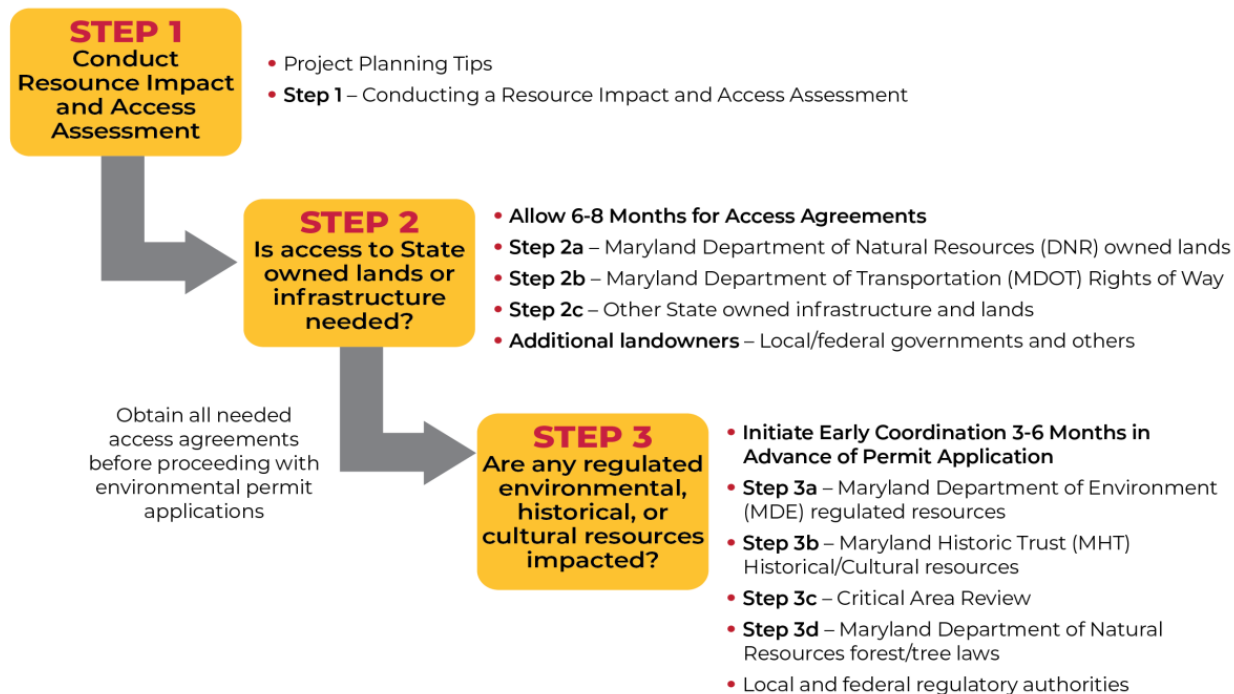 STEP 1
Conduct
Resource Impact
and Access
Assessment
• Project Planning Tips
• Step 1 – Conducting a Resource Impact and Access Assessment
STEP 2
Is access to State
owned lands or
infrastructure
needed?
• Allow 6-8 Months for Access Agreements
• Step 2a – Maryland Department of Natural Resources (DNR) owned lands
• Step 2b – Maryland Department of Transportation (MDOT) Rights of Way
• Step 2c – Other State owned infrastructure and lands
• Additional landowners – Local/federal governments and others
Obtain all needed
access agreements
before proceeding with
environmental permit
applications
STEP 3
Are any regulated
environmental,
historical, or
cultural resources
impacted?
• Initiate Early Coordination 3-6 Months in
Advance of Permit Application
• Step 3a – Maryland Department of Environment
(MDE) regulated resources
• Step 3b – Maryland Historic Trust (MHT)
Historical/Cultural resources
• Step 3c – Critical Area Review
• Step 3d – Maryland Department of Natural
Resources forest/tree laws
• Local and federal regulatory authorities